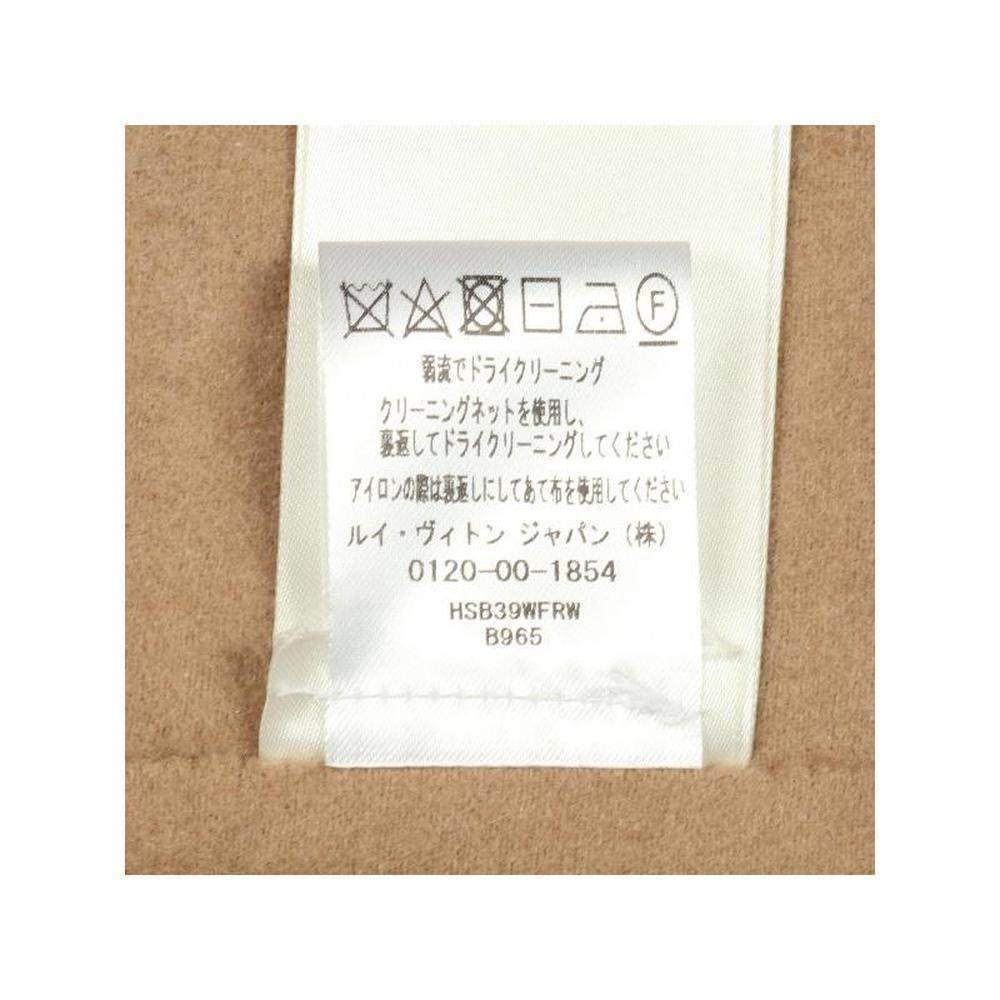 F
弱流でドライクリーニング
クリーニングネットを使用し、
裏返してドライクリーニングしてください
アイロンの際は裏返しにしてあて布を使用してください
ルイ・ヴィトン ジャパン (株)
0120-00-1854
HSB39WFRW
B965